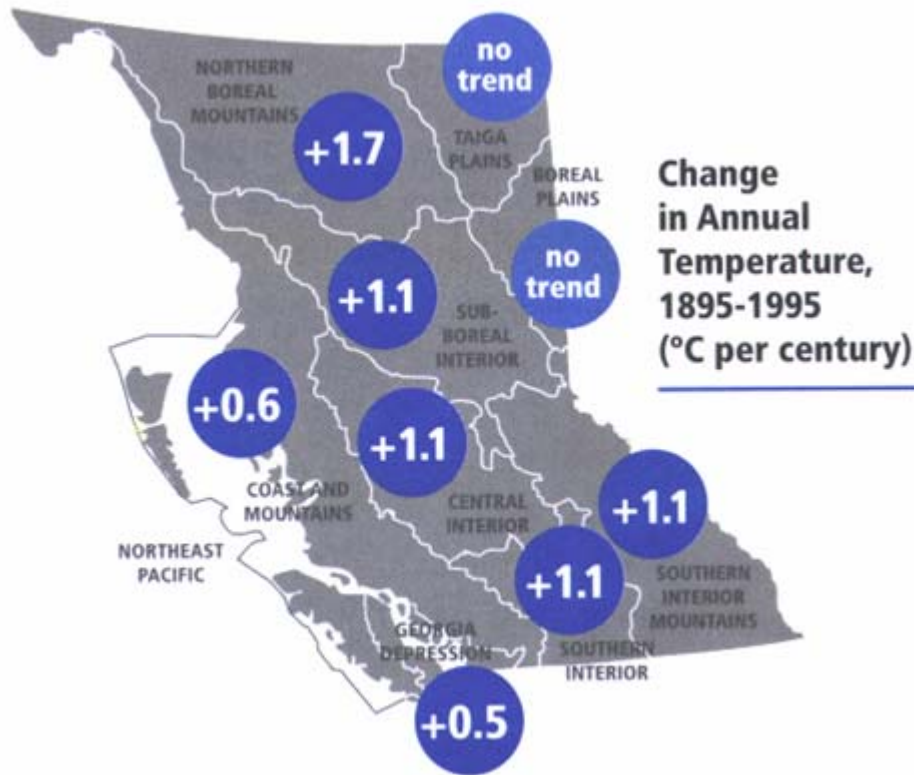 no
trend
NORTHERN
BOREAL
MOUNTAINS
+1.7
TAIGA
PLAINS
BOREAL
PLAINS
Change
in Annual
Temperature,
1895-1995
(°C per century)
no
trend
+1.1
SUB-
BOREAL
INTERIOR
+0.6
+1.1
COAST AND
MOUNTAINS
CENTRAL
INTERIOR
+1.1
NORTHEAST
PACIFIC
+1.1
SOUTHERN
INTERIOR
MOUNTAINS
GEORGIA
DEPRESSION
SOUTHERN
INTERIOR
+0.5